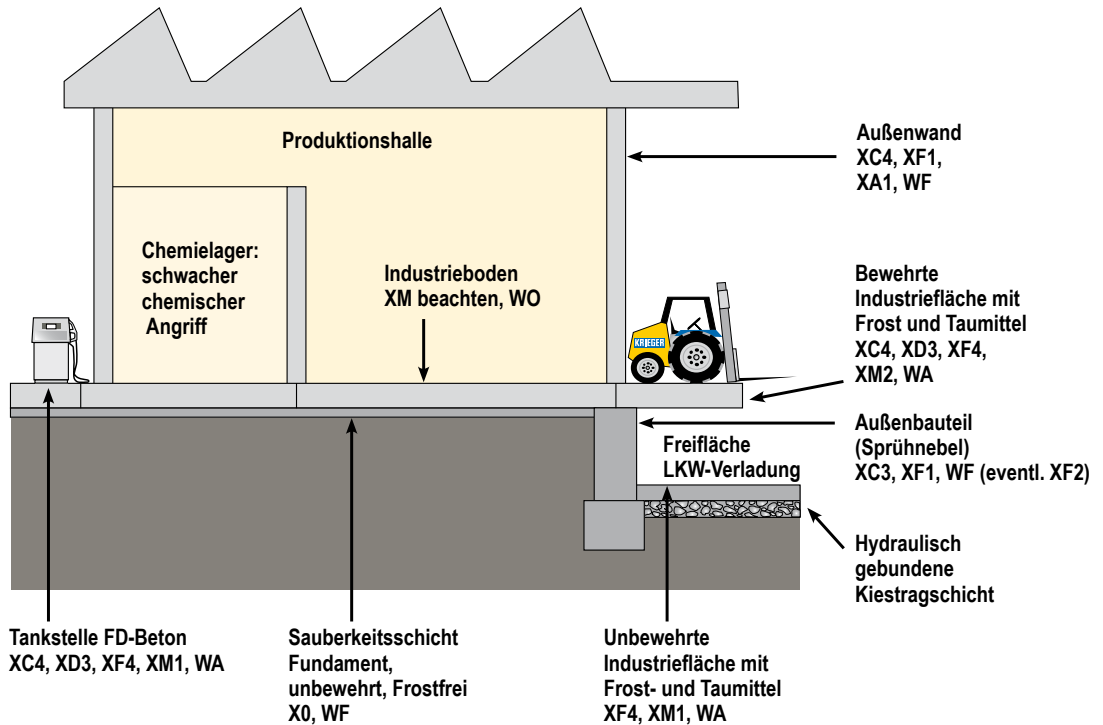 Produktionshalle
Außenwand
XC4, XF1,
XA1, WF
Chemielager:
schwacher
chemischer
Angriff
Industrieboden
XM beachten, WO
Bewehrte
Industriefläche mit
Frost und Taumittel
XC4, XD3, XF4,
XM2, WA
KRIEGER
Außenbauteil
(Sprühnebel)
XC3, XF1, WF (eventl. XF2)
Freifläche
LKW-Verladung
Hydraulisch
gebundene
Kiestragschicht
Tankstelle FD-Beton
XC4, XD3, XF4, XM1, WA
Sauberkeitsschicht
Fundament,
unbewehrt, Frostfrei
X0, WF
Unbewehrte
Industriefläche mit
Frost- und Taumittel
XF4, XM1, WA